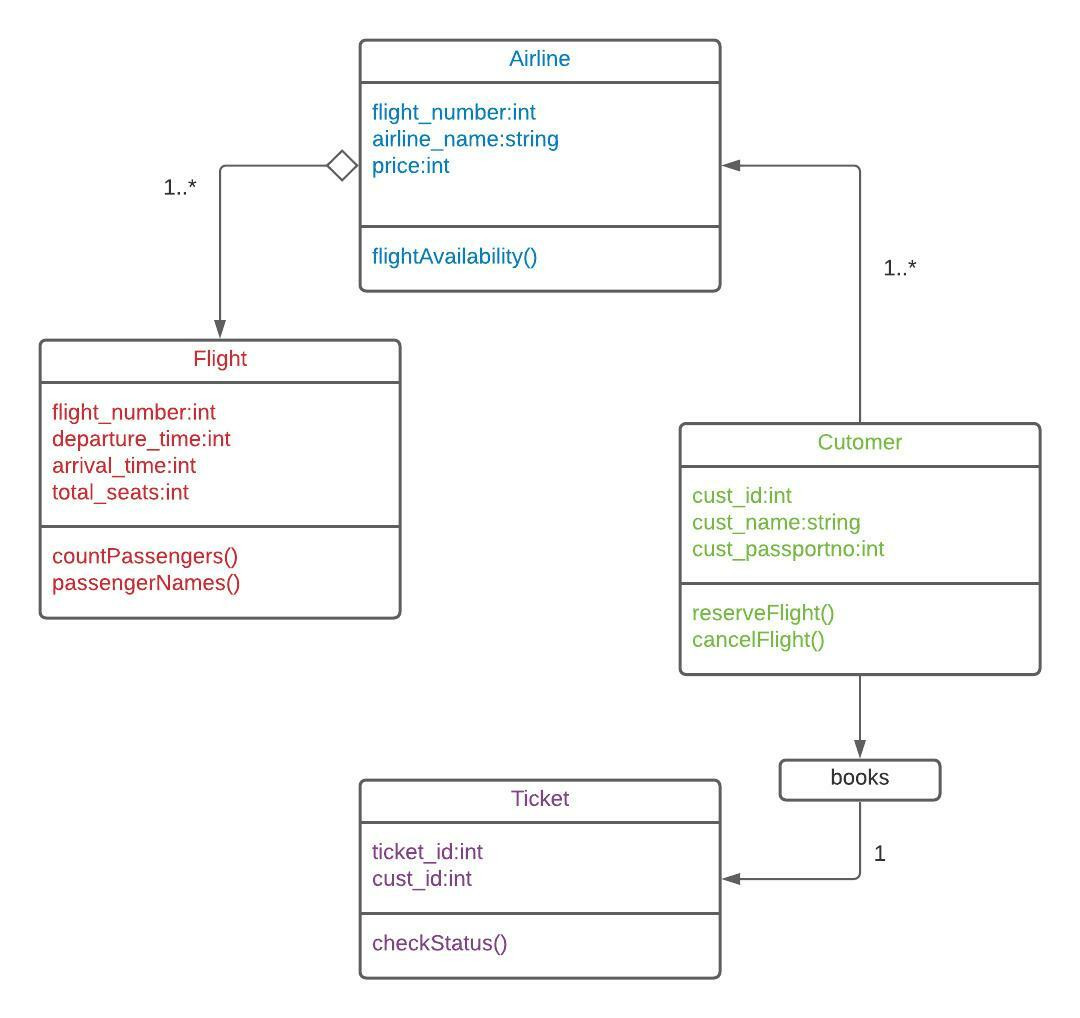 Airline
flight_number:int
airline_name:string
price:int
flightAvailability()
1..*
1..*
Flight
flight_number:int
departure_time:int
arrival_time:int
total_seats:int
countPassengers()
passengerNames()
Cutomer
cust_id:int
cust_name:string
cust_passportno:int
reserveFlight()
cancelFlight()
books
1
Ticket
ticket_id:int
cust_id:int
checkStatus()